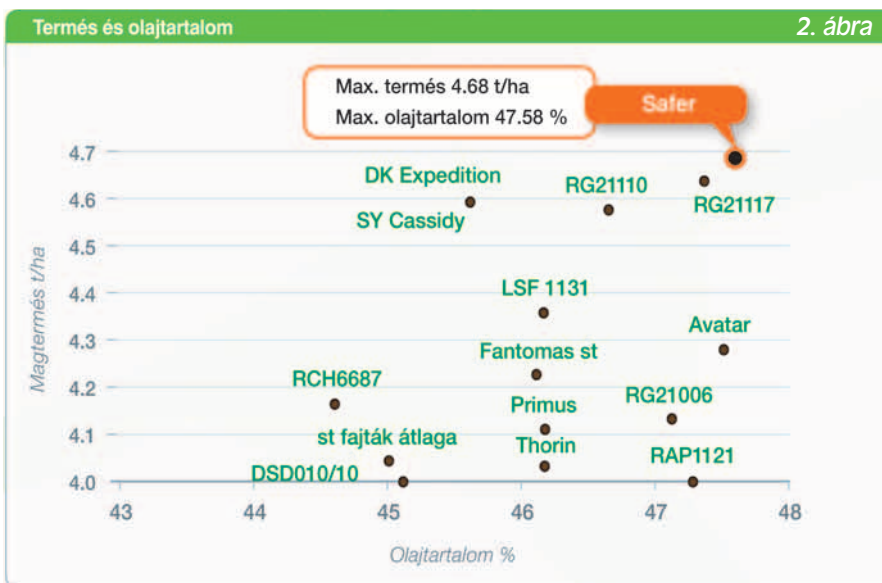 Termés és olajtartalom
2. ábra
Max. termés 4.68 t/ha
Max. olajtartalom 47.58 %
Safer
Magtermés t/ha
4.7
4.6
4.5
4.4
4.3
4.2
4.1
4.0
DK Expedition
SY Cassidy
RG21110
RG21117
LSF 1131
Avatar
Fantomas st
RCH6687
Primus
RG21006
st fajták átlaga
Thorin
RAP1121
DSD010/10
43
44
45
46
47
48
Olajtartalom %